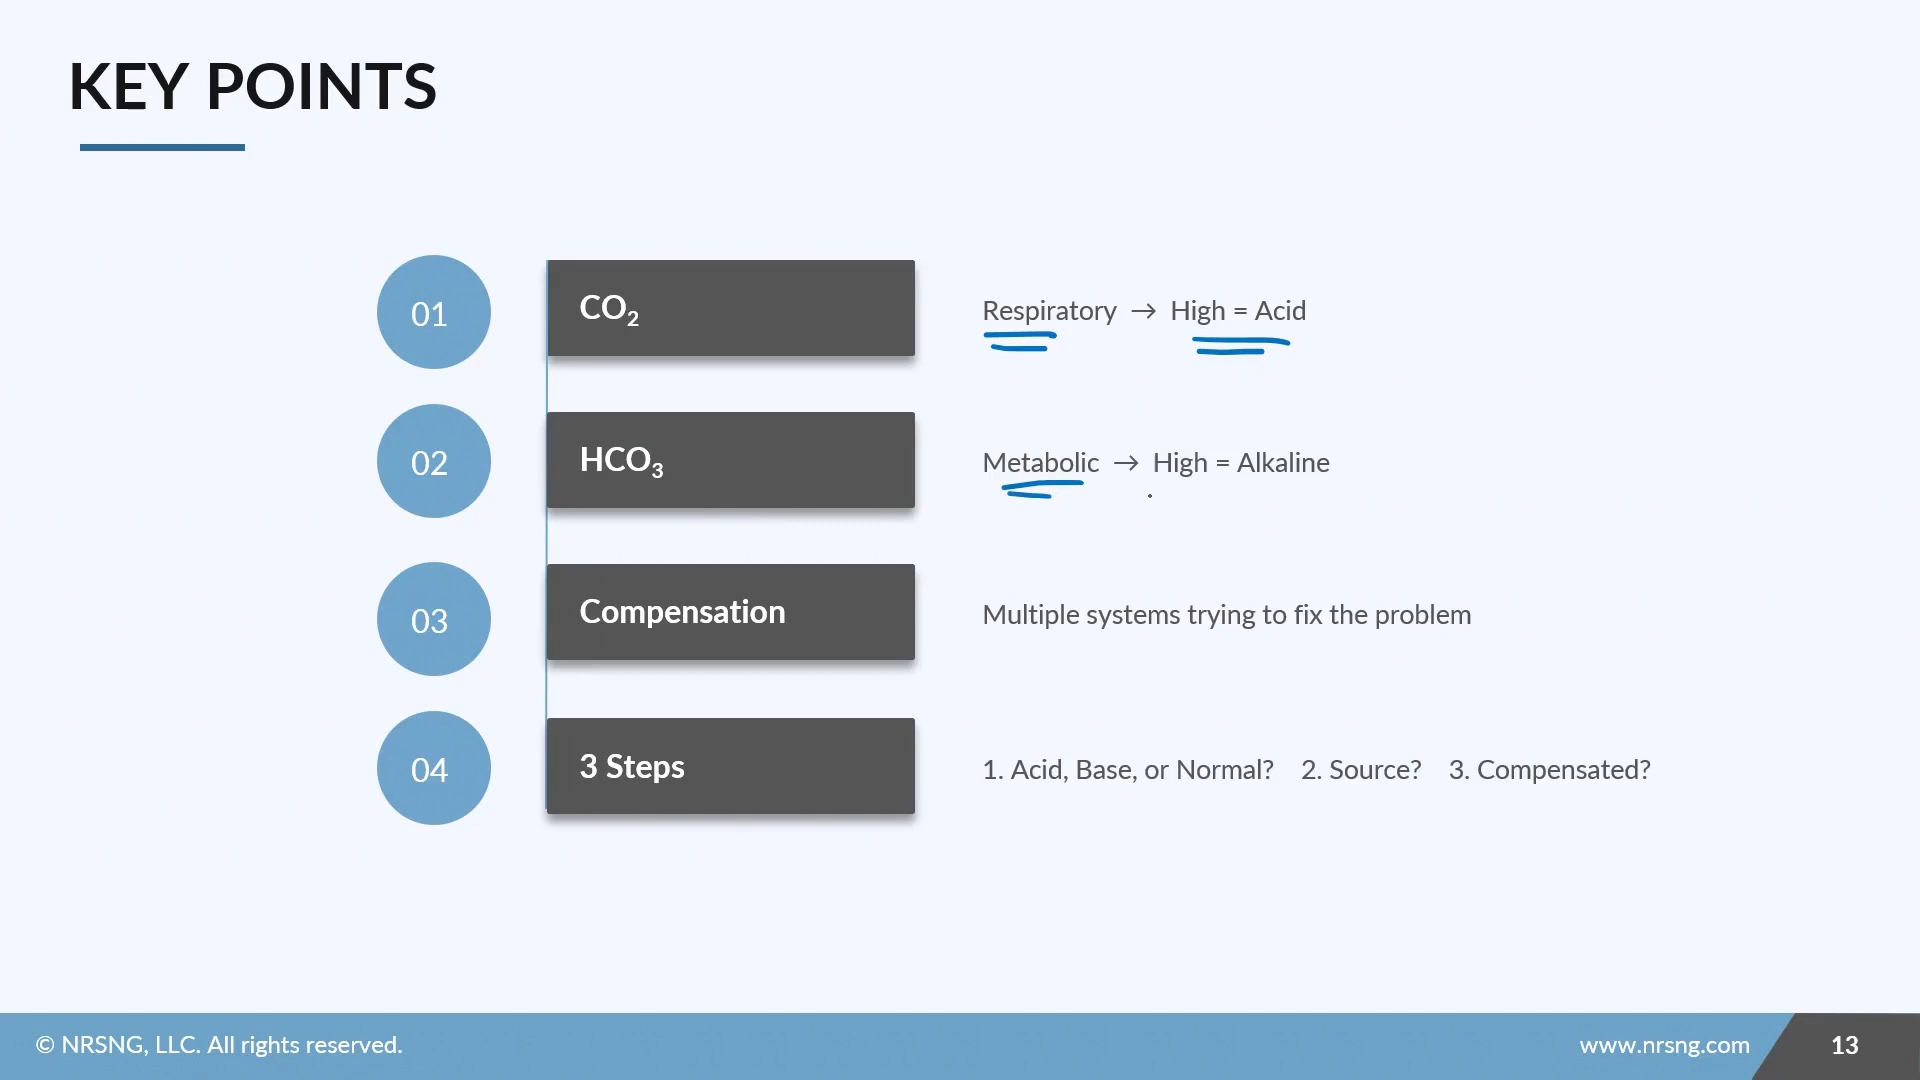 KEY POINTS
01
CO₂
Respiratory → High = Acid
02
HCO₃
Metabolic → High = Alkaline
03
Compensation
Multiple systems trying to fix the problem
04
3 Steps
1. Acid, Base, or Normal? 2. Source? 3. Compensated?
© NRSNG, LLC. All rights reserved.
www.nrsng.com
13